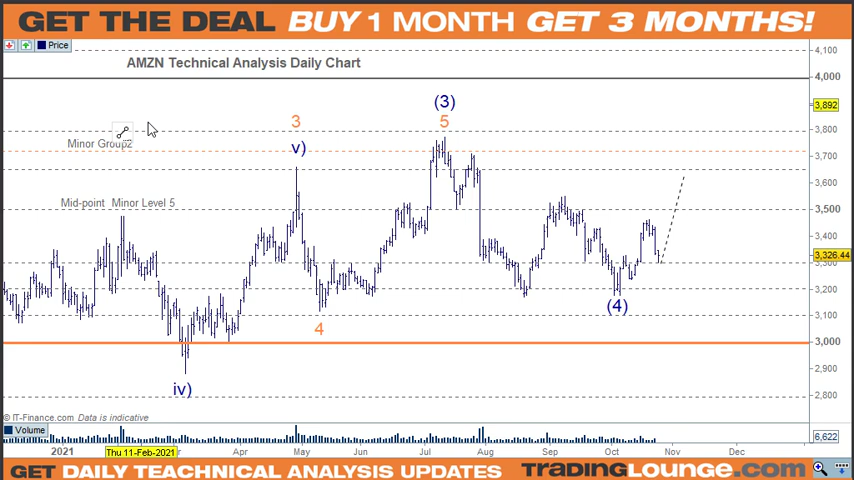 GET THE DEAL BUY 1 MONTH GET 3 MONTHS!
Price
4,100
AMZN Technical Analysis Daily Chart
4,000
3,892
(3)
3
5
3,800
Minor Group2
v)
3,700
3,600
Mid-point Minor Level 5
3,500
3,400
3,326.44
3,300
3,200
(4)
3,100
4
3,000
2,900
iv)
2,800
© IT-Finance.com Data is indicative
Volume
6,622
2021
Thu 11-Feb-2021
Apr
May
Jun
Jul
Aug
Sep
Oct
Nov
Dec
GET DAILY TEACHNICAL ANALYSIS UPDATES TRADINGLOUNGE.com